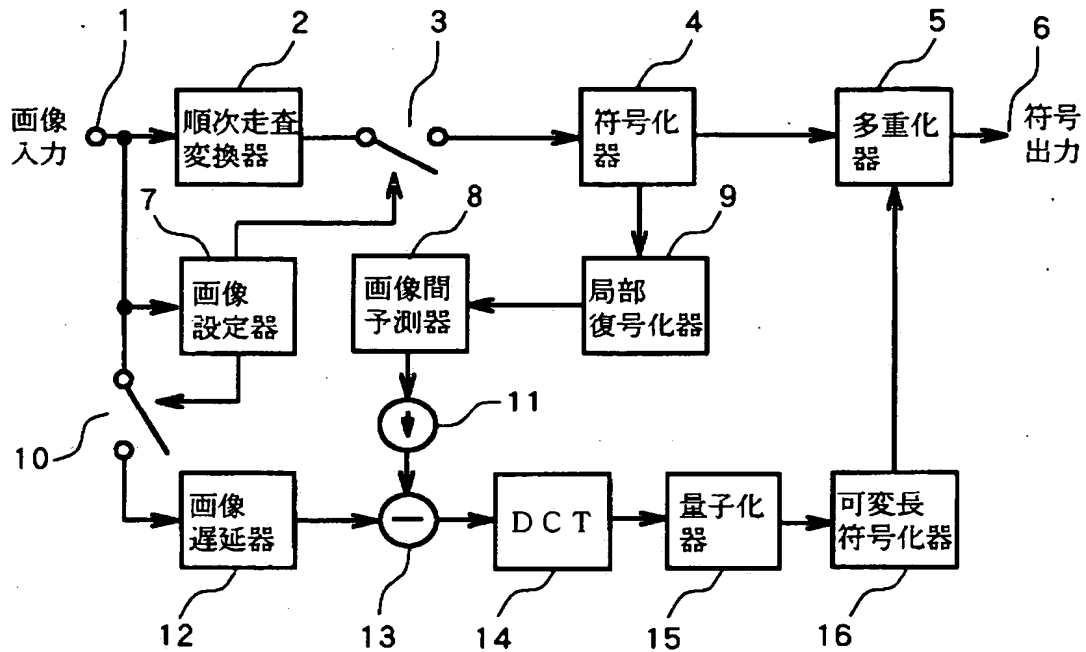 1
2
3
4
5
6
画像
入力
順次走査
変換器
符号化
器
多重化
器
符号
出力
7
8
9
画像
設定器
画像間
予測器
局部
復号化器
10
11
画像
遅延器
DCT
量子化
器
可変長
符号化器
12
13
14
15
16